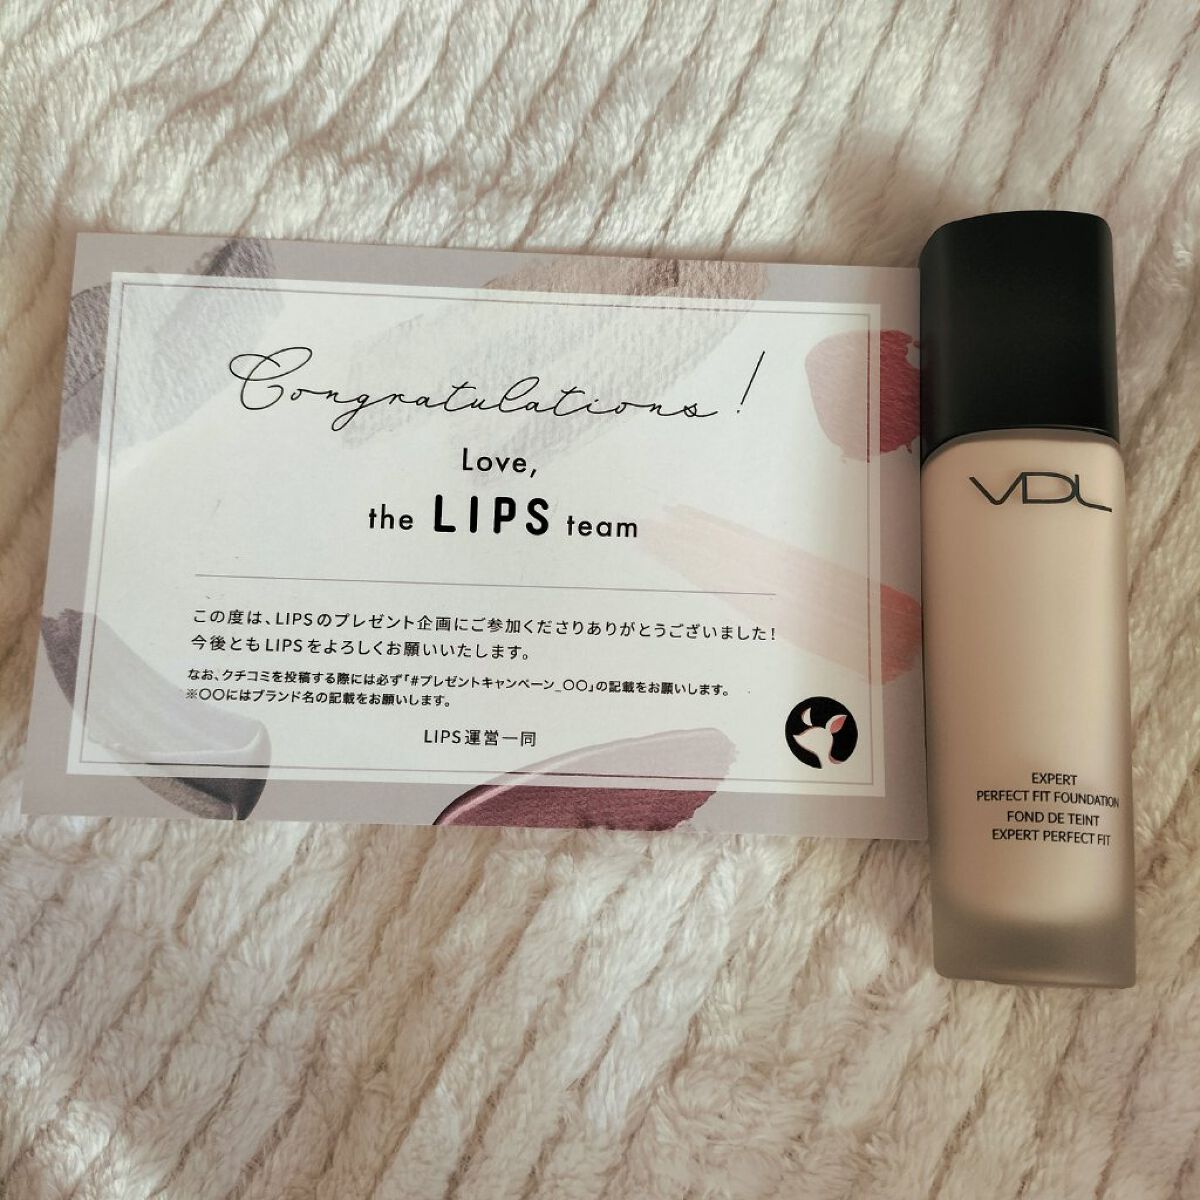 Congratulations!
Love,
the LIPS team
この度は、LIPSのプレゼント企画にご参加くださりありがとうございました!
今後ともLIPSをよろしくお願いいたします。
なお、クチコミを投稿する際には必ず「#プレゼントキャンペーン_〇〇」の記載をお願いします。
※〇〇にはブランド名の記載をお願いします。
LIPS運営一同
VDL
EXPERT
PERFECT FIT FOUNDATION
FOND DE TEINT
EXPERT PERFECT FIT